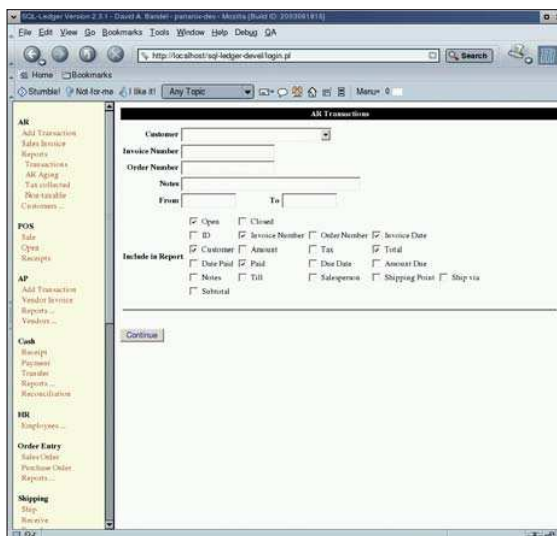 SQL-Ledger Version 2.3.1 - David A. Bandel - pananix-dev - Mozilla {Build ID: 2003081816}
File Edit View Go Bookmarks Tools Window Help Debug QA
http://localhost/sql-ledger-devel/login.pl
Search
Home Bookmarks
Stumble! Not-for-me I like it! Any Topic Menu
AR Transactions
AR
Add Transaction
Sales Invoice
Reports
Transactions
AR Aging
Tax collected
Non-taxable
Customers ...
POS
Sale
Open
Receipts
AP
Add Transaction
Vendor Invoice
Reports ...
Vendors ...
Cash
Receipt
Payment
Transfer
Reports ...
Reconciliation
HR
Employees ...
Order Entry
Sales Order
Purchase Order
Reports ...
Shipping
Ship
Receive
Customer
Invoice Number
Order Number
Notes
From To
Include in Report
Open Closed
ID Invoice Number Order Number Invoice Date
Customer Amount Tax Total
Date Paid Paid Due Date Amount Due
Notes Till Salesperson Shipping Point Ship via
Subtotal
Continue